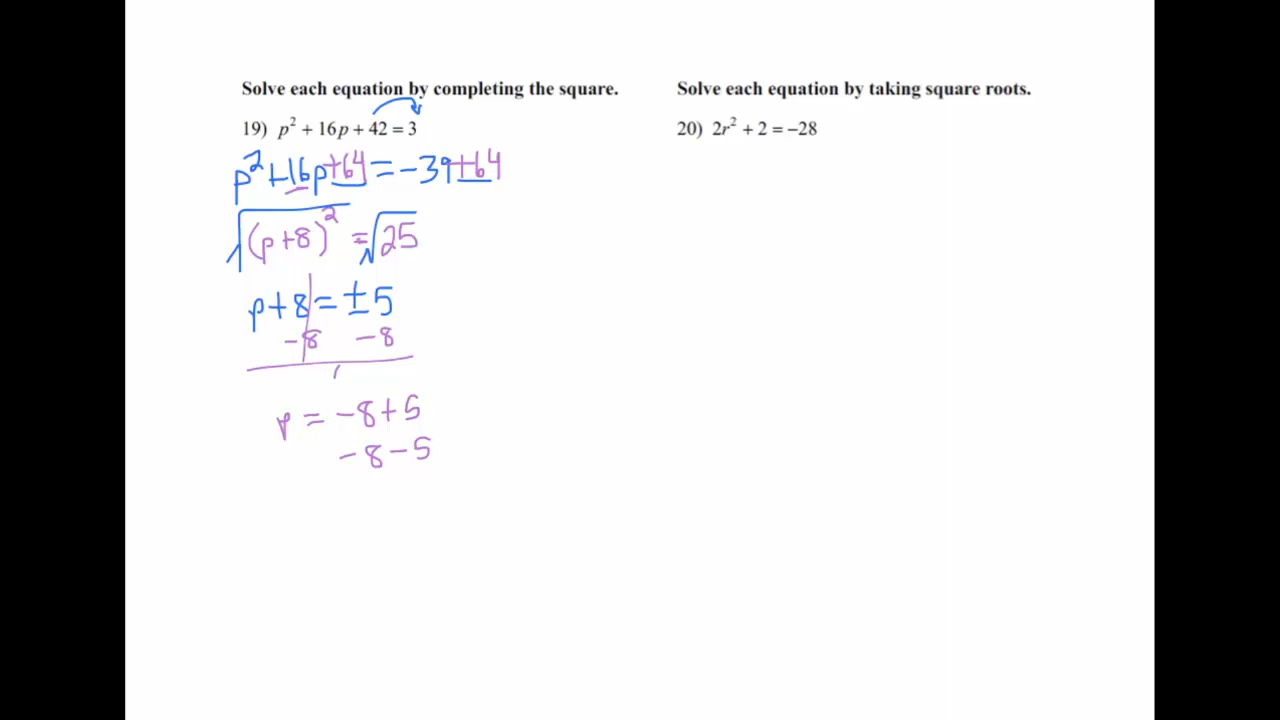 Solve each equation by completing the square.
19) p² + 16p + 42 = 3
p² + 16p + 64 = -39 + 64
√(p+8)² = √25
p + 8 = ± 5
-8 -8
p = -8 + 5
-8 - 5
Solve each equation by taking square roots.
20) 2r² + 2 = −28